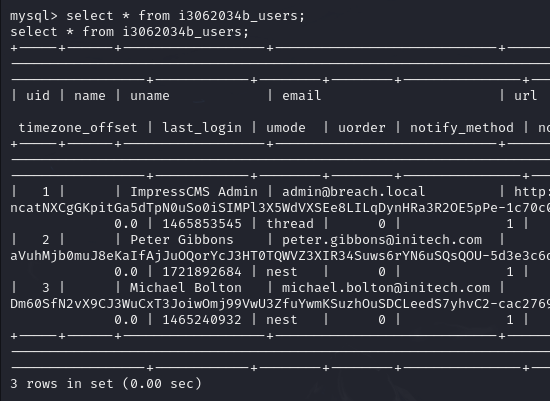 mysql> select * from i3062034b_users;
select * from i3062034b_users;
| uid | name | uname | email | url
timezone_offset | last_login | umode | uorder | notify_method | no
| 1 | | ImpressCMS Admin | admin@breach.local | http:
ncatNXCgGKpitGa5dTpN0uSo0iSIMPl3X5WdVXSEe8LILqDynHRa3R2OE5pPe-1c70c0
0.0 | 1465853545 | thread | 0 | 1 |
| 2 | | Peter Gibbons | peter.gibbons@initech.com |
aVuhMjb0muJ8eKaIfAjJuOQorYcJ3HT0TQWVZ3XIR34Suws6rYN6uSQsQOU-5d3e3c6d
0.0 | 1721892684 | nest | 0 | 1 |
| 3 | | Michael Bolton | michael.bolton@initech.com |
Dm60SfN2vX9CJ3WuCxT3JoiwOmj99VwU3ZfuYwmKSuzhOuSDCLeedS7yhvC2-cac2769
0.0 | 1465240932 | nest | 0 | 1 |
3 rows in set (0.00 sec)